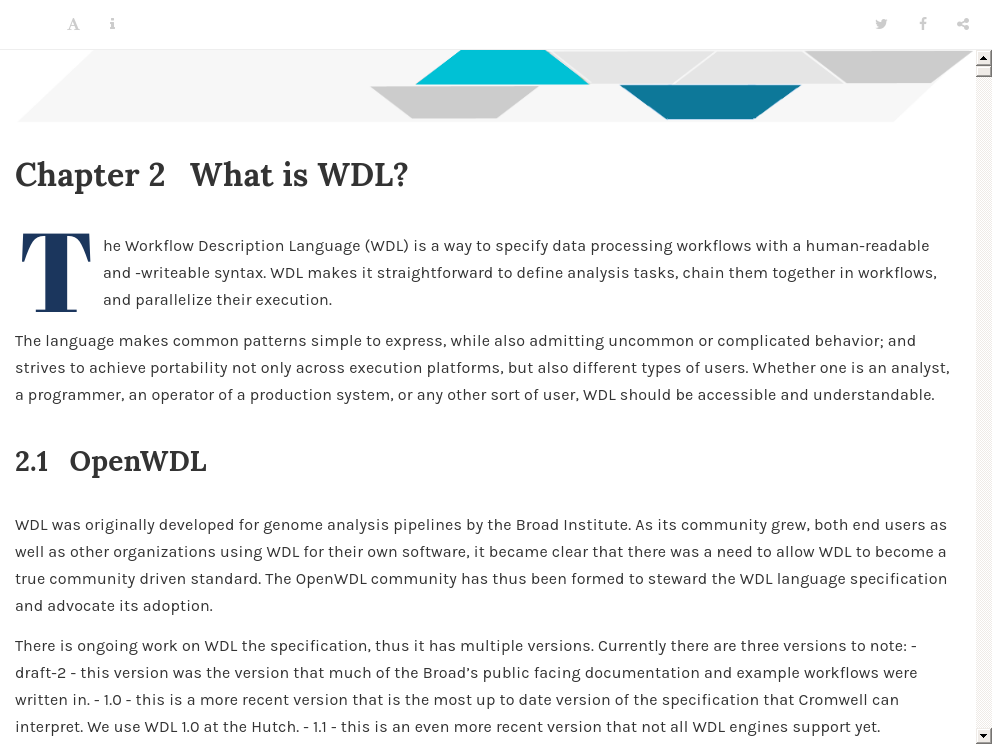 Chapter 2 What is WDL?
The Workflow Description Language (WDL) is a way to specify data processing workflows with a human-readable
and -writeable syntax. WDL makes it straightforward to define analysis tasks, chain them together in workflows,
and parallelize their execution.
The language makes common patterns simple to express, while also admitting uncommon or complicated behavior; and
strives to achieve portability not only across execution platforms, but also different types of users. Whether one is an analyst,
a programmer, an operator of a production system, or any other sort of user, WDL should be accessible and understandable.
2.1 OpenWDL
WDL was originally developed for genome analysis pipelines by the Broad Institute. As its community grew, both end users as
well as other organizations using WDL for their own software, it became clear that there was a need to allow WDL to become a
true community driven standard. The OpenWDL community has thus been formed to steward the WDL language specification
and advocate its adoption.
There is ongoing work on WDL the specification, thus it has multiple versions. Currently there are three versions to note: -
draft-2 - this version was the version that much of the Broad’s public facing documentation and example workflows were
written in. - 1.0 - this is a more recent version that is the most up to date version of the specification that Cromwell can
interpret. We use WDL 1.0 at the Hutch. - 1.1 - this is an even more recent version that not all WDL engines support yet.